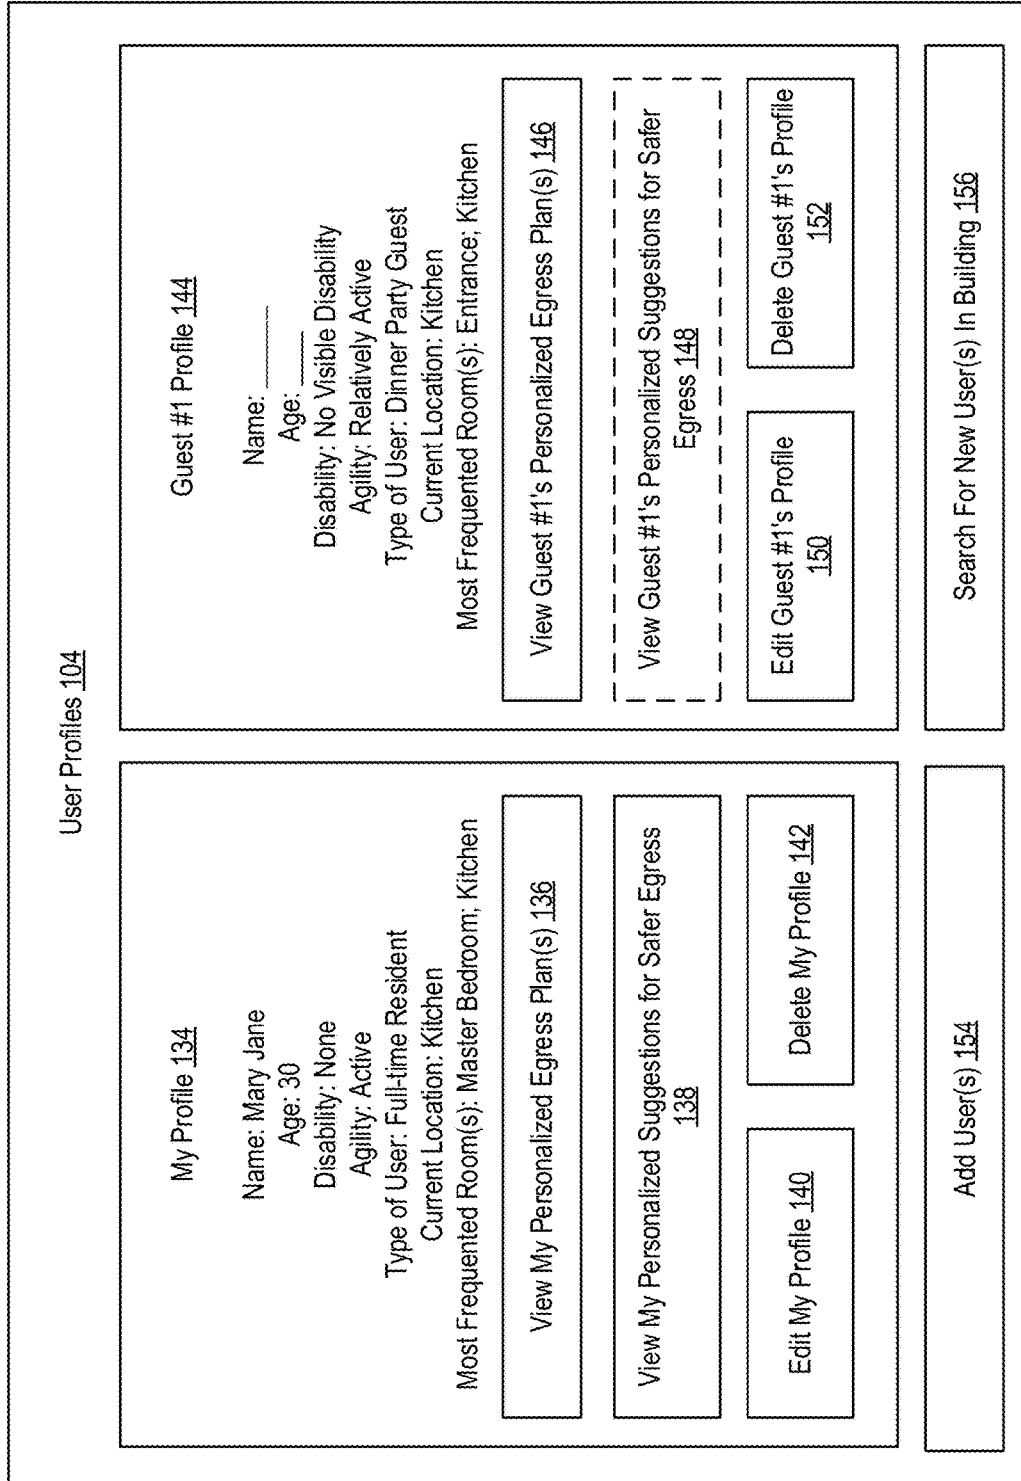 User Profiles 104
My Profile 134
Name: Mary Jane
Age: 30
Disability: None
Agility: Active
Type of User: Full-time Resident
Current Location: Kitchen
Most Frequented Room(s): Master Bedroom; Kitchen
View My Personalized Egress Plan(s) 136
View My Personalized Suggestions for Safer Egress
138
Edit My Profile 140
Delete My Profile 142
Guest #1 Profile 144
Name: ______
Age: ____
Disability: No Visible Disability
Agility: Relatively Active
Type of User: Dinner Party Guest
Current Location: Kitchen
Most Frequented Room(s): Entrance; Kitchen
View Guest #1's Personalized Egress Plan(s) 146
View Guest #1's Personalized Suggestions for Safer
Egress 148
Edit Guest #1's Profile
150
Delete Guest #1's Profile
152
Add User(s) 154
Search For New User(s) In Building 156